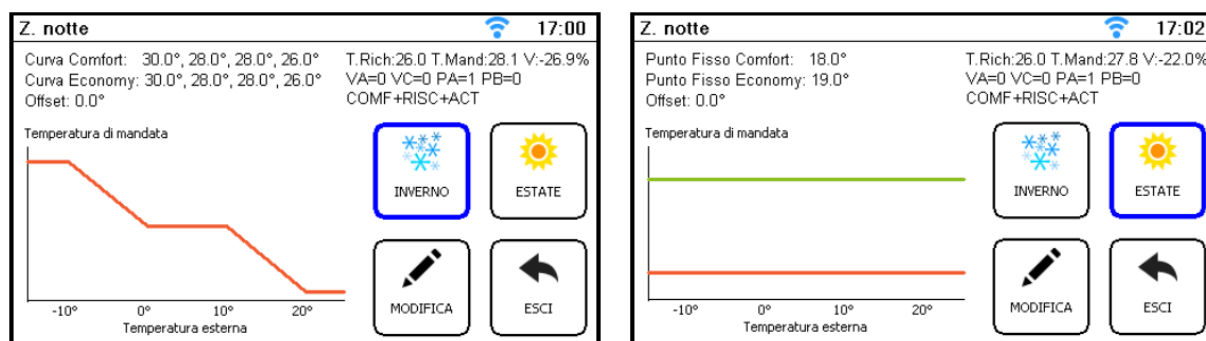 Z. notte 17:00
Curva Comfort: 30.0°, 28.0°, 28.0°, 26.0°
Curva Economy: 30.0°, 28.0°, 28.0°, 26.0°
Offset: 0.0°
T.Rich:26.0 T.Mand:28.1 V:-26.9%
VA=0 VC=0 PA=1 PB=0
COMF+RISC+ACT
Temperatura di mandata
INVERNO
ESTATE
MODIFICA
ESCI
-10° 0° 10° 20°
Temperatura esterna
Z. notte 17:02
Punto Fisso Comfort: 18.0°
Punto Fisso Economy: 19.0°
Offset: 0.0°
T.Rich:26.0 T.Mand:27.8 V:-22.0%
VA=0 VC=0 PA=1 PB=0
COMF+RISC+ACT
Temperatura di mandata
INVERNO
ESTATE
MODIFICA
ESCI
-10° 0° 10° 20°
Temperatura esterna